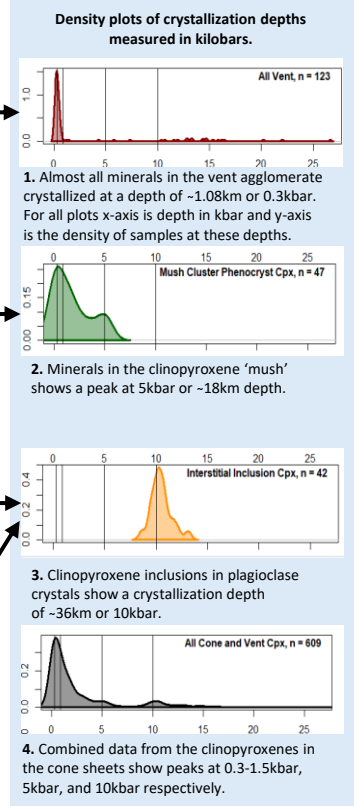 Density plots of crystallization depths
measured in kilobars.
All Vent, n = 123
1.0
0.0
0 5 10 15 20 25
1. Almost all minerals in the vent agglomerate
crystallized at a depth of ~1.08km or 0.3kbar.
For all plots x-axis is depth in kbar and y-axis
is the density of samples at these depths.
0 5 10 15 20 25
Mush Cluster Phenocryst Cpx, n = 47
0.15
0.00
2. Minerals in the clinopyroxene ‘mush’
shows a peak at 5kbar or ~18km depth.
0 5 10 15 20 25
Interstitial Inclusion Cpx, n = 42
0.4
0.2
0.0
3. Clinopyroxene inclusions in plagioclase
crystals show a crystallization depth
of ~36km or 10kbar.
All Cone and Vent Cpx, n = 609
0.2
0.0
0 0 5 10 15 20 25
4. Combined data from the clinopyroxenes in
the cone sheets show peaks at 0.3-1.5kbar,
5kbar, and 10kbar respectively.